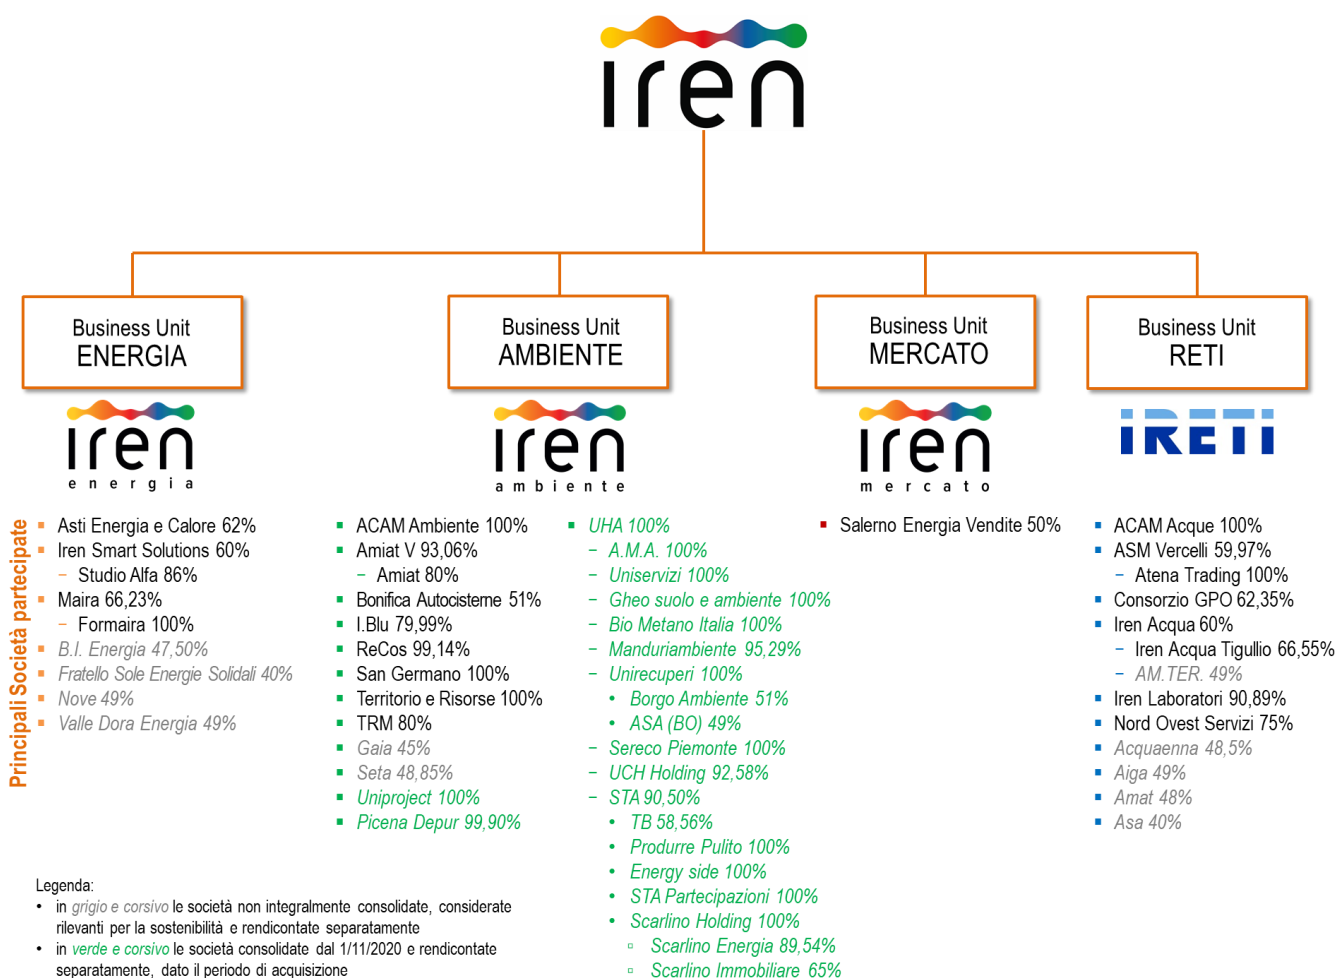 iren
Business Unit
ENERGIA
Business Unit
AMBIENTE
Business Unit
MERCATO
Business Unit
RETI
iren
energia
iren
ambiente
iren
mercato
IRETI
Principali Società partecipate
▪ Asti Energia e Calore 62%
▪ Iren Smart Solutions 60%
− Studio Alfa 86%
▪ Maira 66,23%
− Formaira 100%
▪ B.I. Energia 47,50%
▪ Fratello Sole Energie Solidali 40%
▪ Nove 49%
▪ Valle Dora Energia 49%
▪ ACAM Ambiente 100%
▪ Amiat V 93,06%
− Amiat 80%
▪ Bonifica Autocisterne 51%
▪ I.Blu 79,99%
▪ ReCos 99,14%
▪ San Germano 100%
▪ Territorio e Risorse 100%
▪ TRM 80%
▪ Gaia 45%
▪ Seta 48,85%
▪ Uniproject 100%
▪ Picena Depur 99,90%
▪ UHA 100%
− A.M.A. 100%
− Uniservizi 100%
− Gheo suolo e ambiente 100%
− Bio Metano Italia 100%
− Manduriambiente 95,29%
− Unirecuperi 100%
• Borgo Ambiente 51%
• ASA (BO) 49%
− Sereco Piemonte 100%
− UCH Holding 92,58%
− STA 90,50%
• TB 58,56%
• Produrre Pulito 100%
• Energy side 100%
• STA Partecipazioni 100%
• Scarlino Holding 100%
▫ Scarlino Energia 89,54%
▫ Scarlino Immobiliare 65%
▪ Salerno Energia Vendite 50%
▪ ACAM Acque 100%
▪ ASM Vercelli 59,97%
− Atena Trading 100%
▪ Consorzio GPO 62,35%
▪ Iren Acqua 60%
− Iren Acqua Tigullio 66,55%
− AM.TER. 49%
▪ Iren Laboratori 90,89%
▪ Nord Ovest Servizi 75%
▪ Acquaenna 48,5%
▪ Aiga 49%
▪ Amat 48%
▪ Asa 40%
Legenda:
• in grigio e corsivo le società non integralmente consolidate, considerate
rilevanti per la sostenibilità e rendicontate separatamente
• in verde e corsivo le società consolidate dal 1/11/2020 e rendicontate
separatamente, dato il periodo di acquisizione